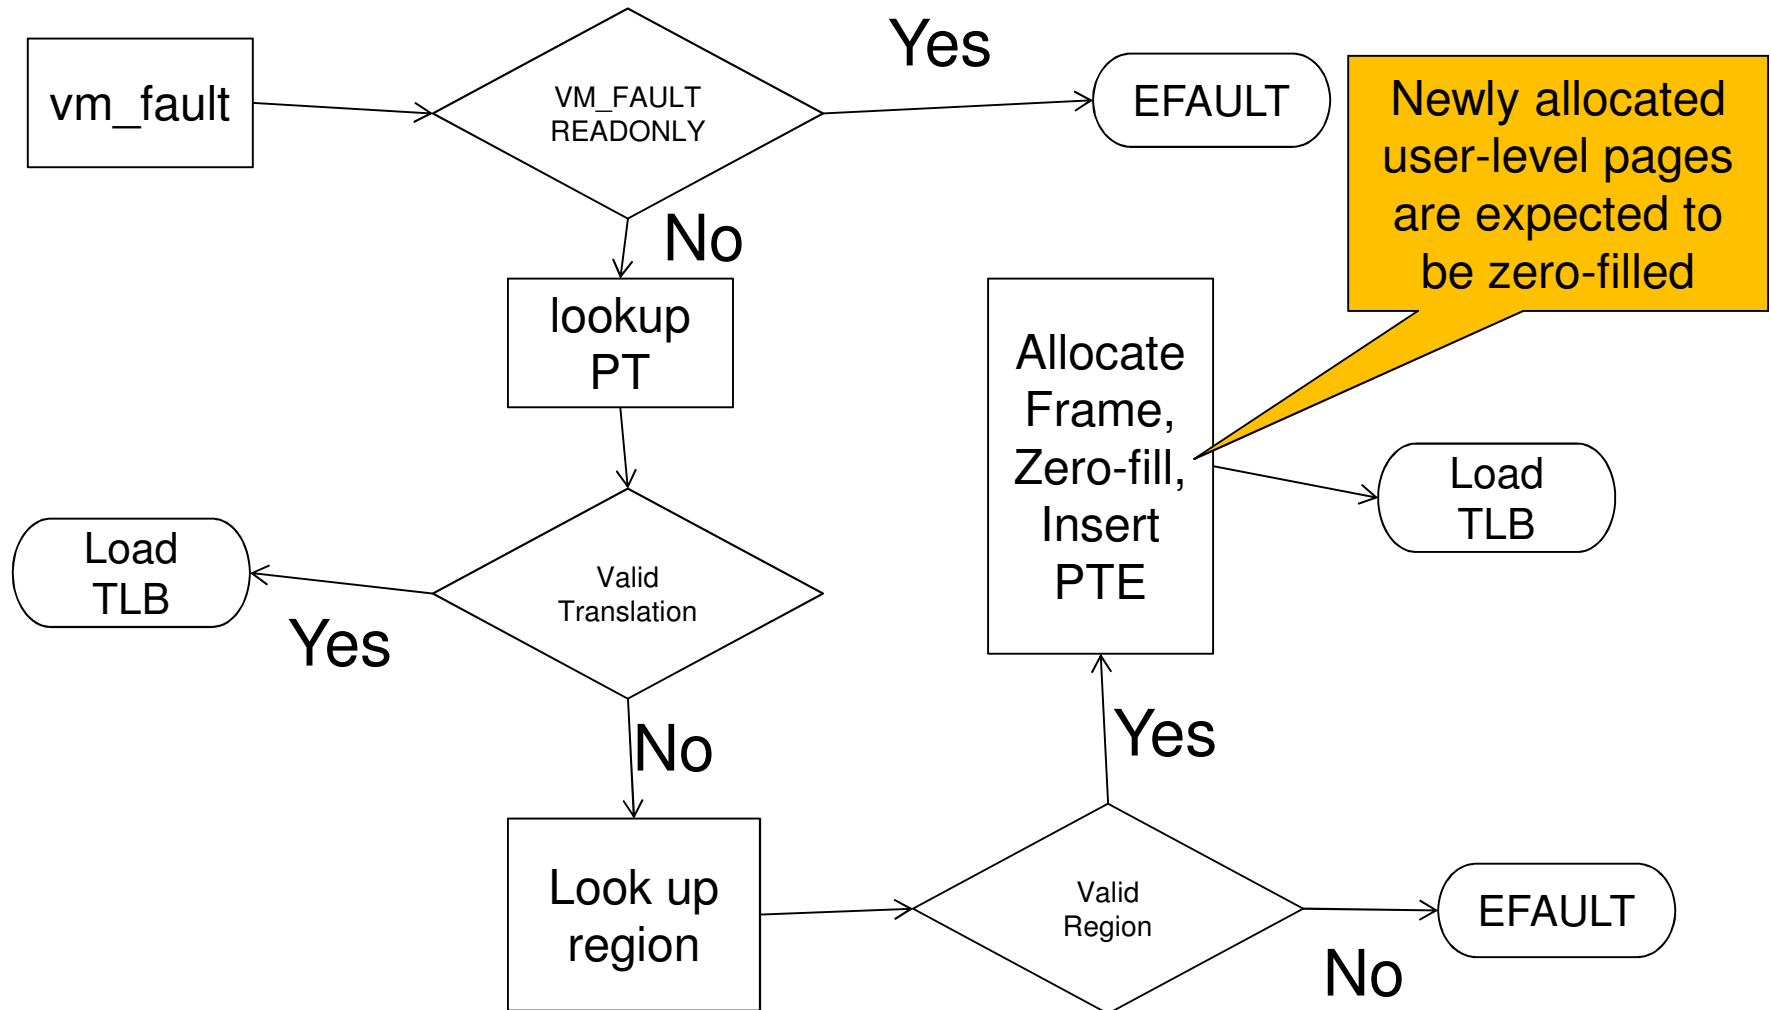 vm_fault
VM_FAULT
READONLY
Yes
EFAULT
Newly allocated
user-level pages
are expected to
be zero-filled
No
lookup
PT
Allocate
Frame,
Zero-fill,
Insert
PTE
Load
TLB
Load
TLB
Valid
Translation
Yes
No
Yes
Look up
region
Valid
Region
EFAULT
No